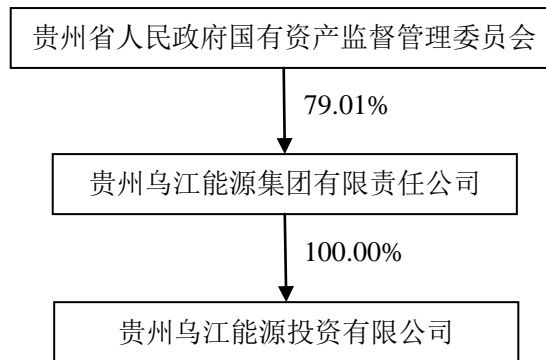 贵州省人民政府国有资产监督管理委员会
79.01%
贵州乌江能源集团有限责任公司
100.00%
贵州乌江能源投资有限公司